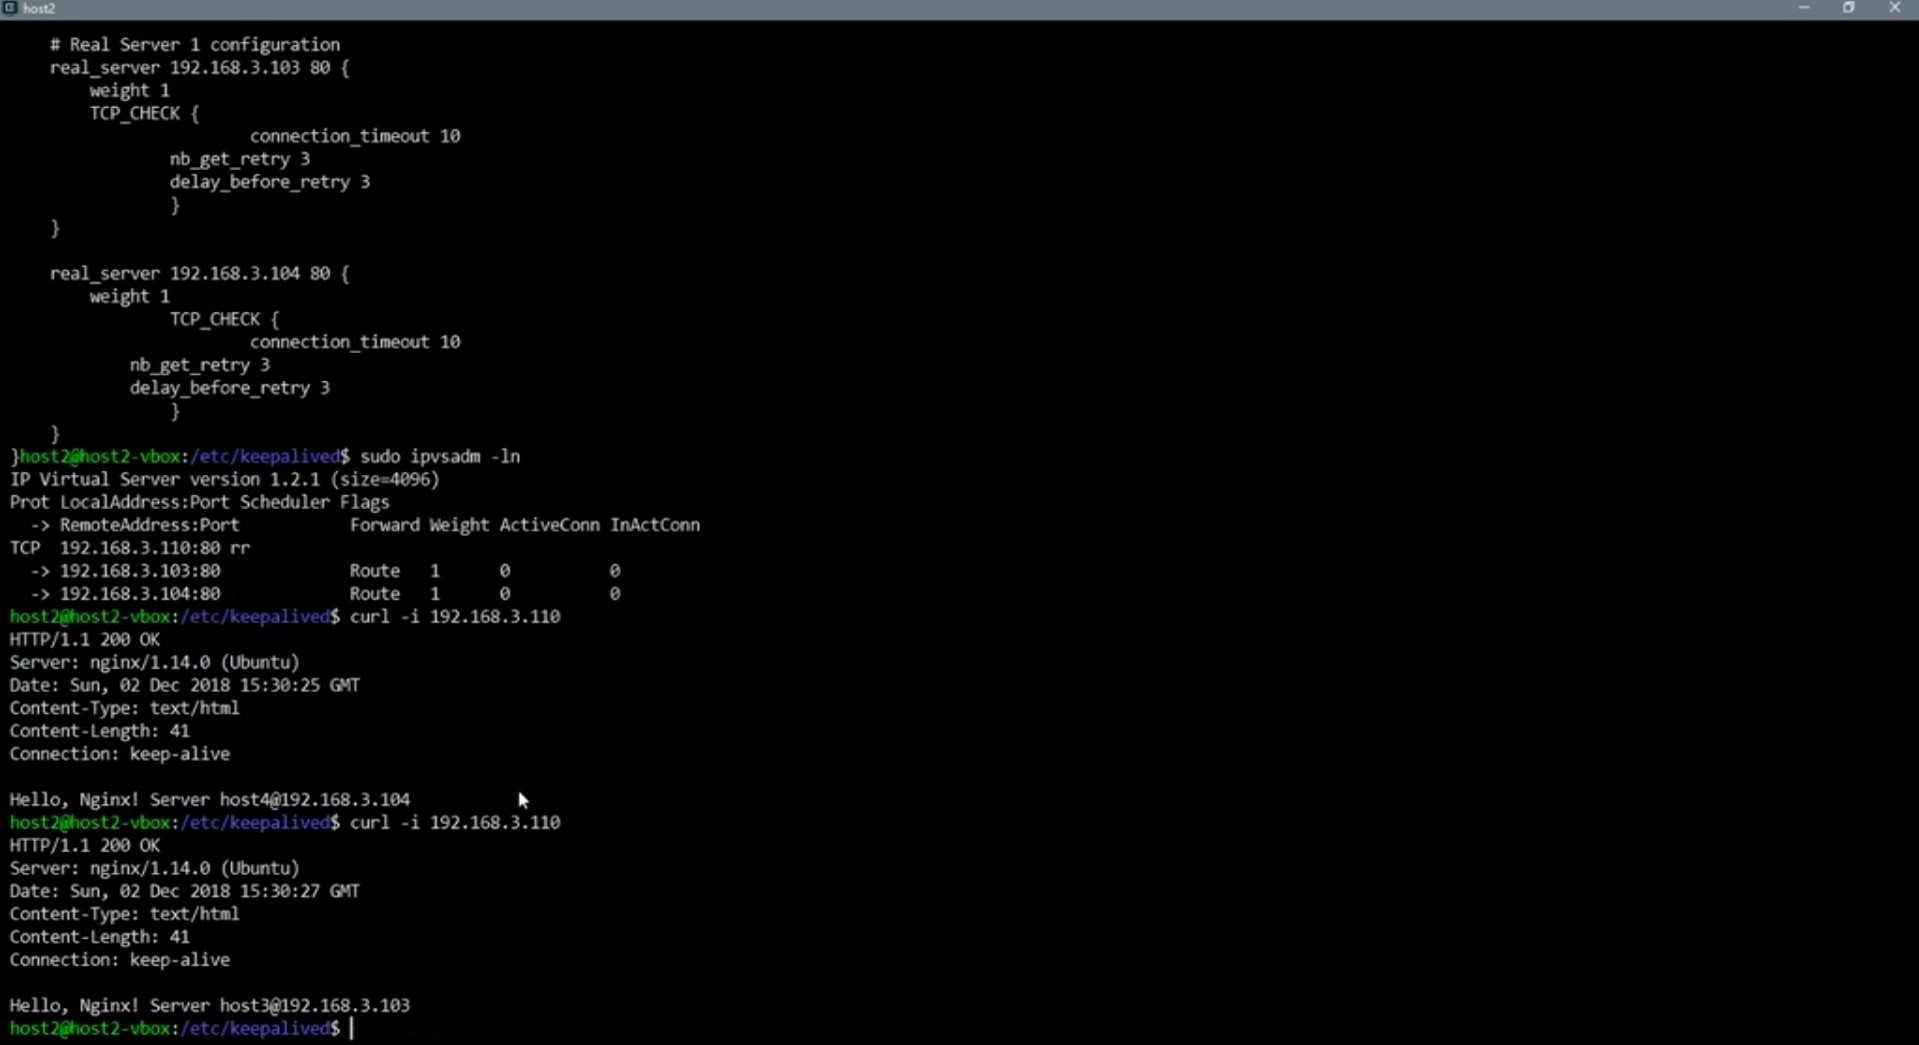 host2
# Real Server 1 configuration
real_server 192.168.3.103 80 {
weight 1
TCP_CHECK {
connection_timeout 10
nb_get_retry 3
delay_before_retry 3
}
}
real_server 192.168.3.104 80 {
weight 1
TCP_CHECK {
connection_timeout 10
nb_get_retry 3
delay_before_retry 3
}
}
}host2@host2-vbox:/etc/keepalived$ sudo ipvsadm -ln
IP Virtual Server version 1.2.1 (size=4096)
Prot LocalAddress:Port Scheduler Flags
-> RemoteAddress:Port Forward Weight ActiveConn InActConn
TCP 192.168.3.110:80 rr
-> 192.168.3.103:80 Route 1 0 0
-> 192.168.3.104:80 Route 1 0 0
host2@host2-vbox:/etc/keepalived$ curl -i 192.168.3.110
HTTP/1.1 200 OK
Server: nginx/1.14.0 (Ubuntu)
Date: Sun, 02 Dec 2018 15:30:25 GMT
Content-Type: text/html
Content-Length: 41
Connection: keep-alive
Hello, Nginx! Server host4@192.168.3.104
host2@host2-vbox:/etc/keepalived$ curl -i 192.168.3.110
HTTP/1.1 200 OK
Server: nginx/1.14.0 (Ubuntu)
Date: Sun, 02 Dec 2018 15:30:27 GMT
Content-Type: text/html
Content-Length: 41
Connection: keep-alive
Hello, Nginx! Server host3@192.168.3.103
host2@host2-vbox:/etc/keepalived$